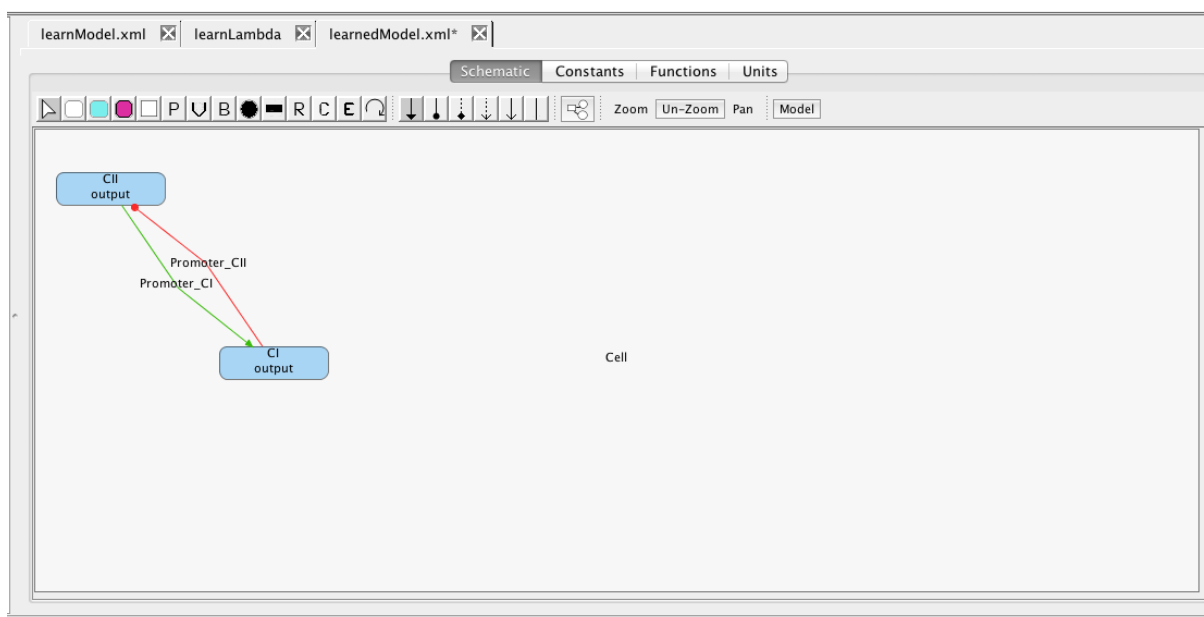 learnModel.xml learnLambda learnedModel.xml*
Schematic Constants Functions Units
P V B R C E Zoom Un-Zoom Pan Model
CII
output
Promoter_CII
Promoter_CI
CI
output
Cell